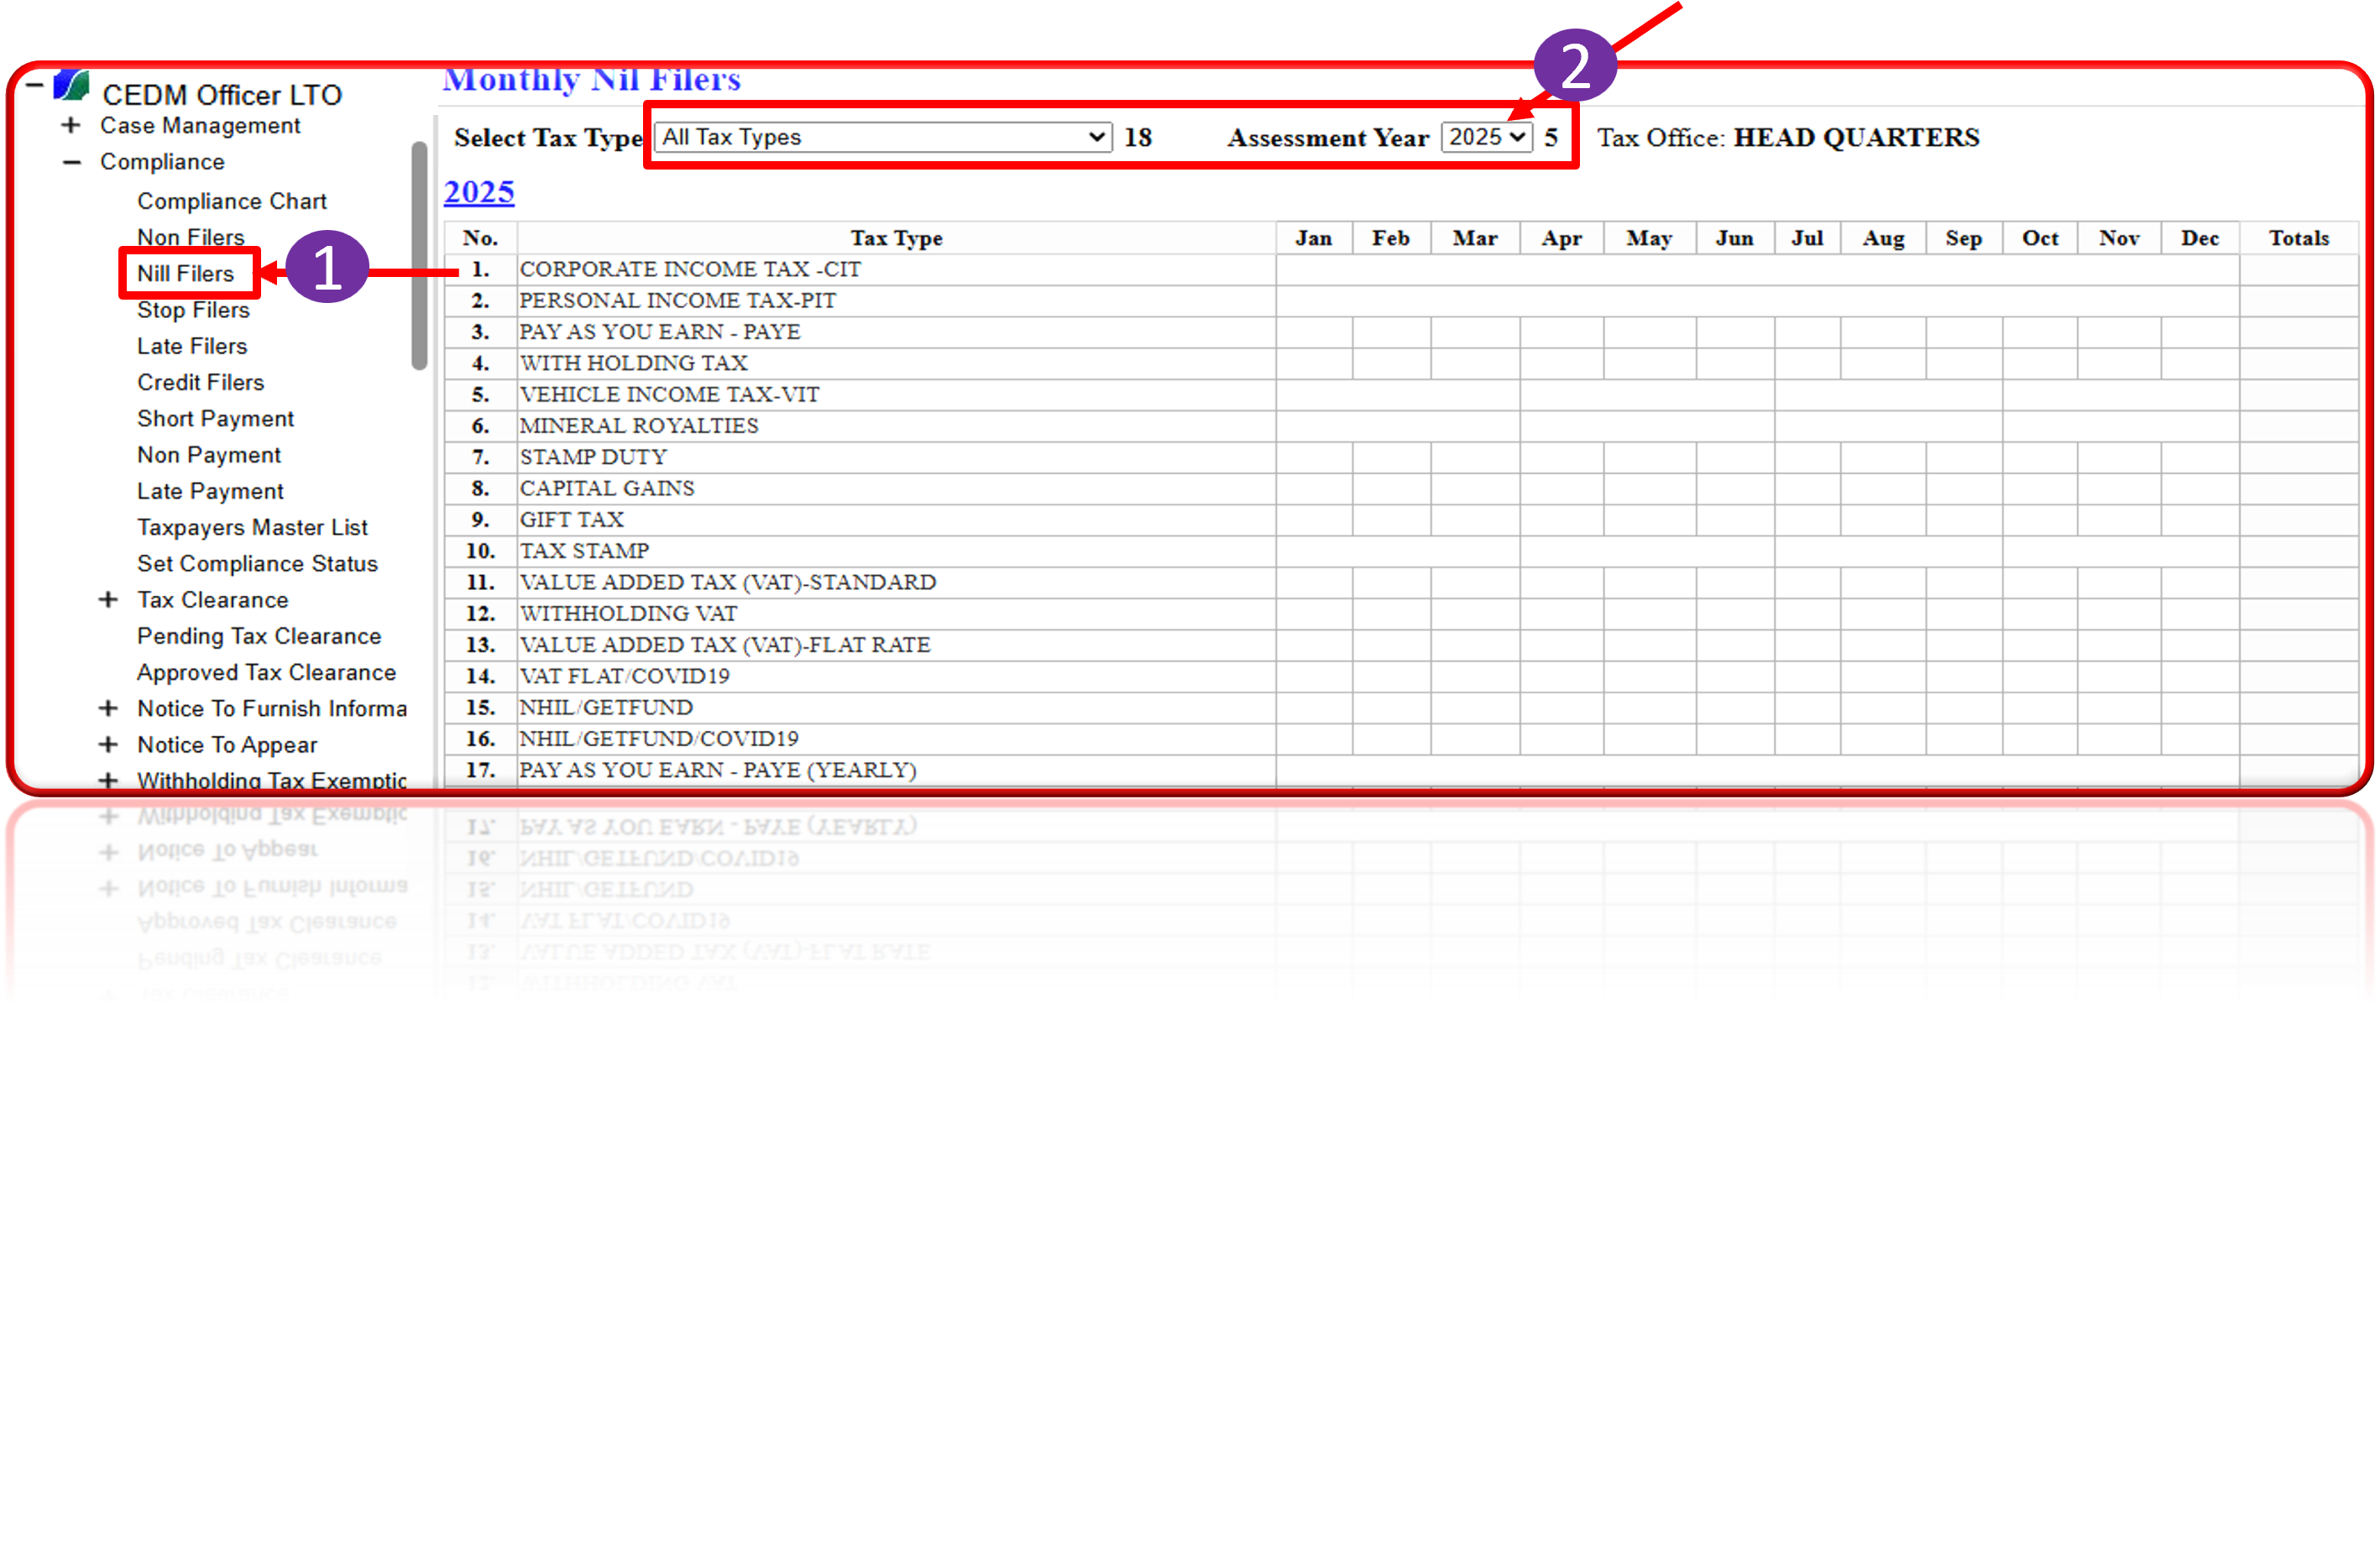 2
Monthly Nil Filers
CEDM Officer LTO
Case Management
Compliance
Compliance Chart
Non Filers
Nill Filers
1
Stop Filers
Late Filers
Credit Filers
Short Payment
Non Payment
Late Payment
Taxpayers Master List
Set Compliance Status
Tax Clearance
Pending Tax Clearance
Approved Tax Clearance
Notice To Furnish Informa
Notice To Appear
Withholding Tax Exemptic
Select Tax Type All Tax Types 18 Assessment Year 2025 5 Tax Office: HEAD QUARTERS
2025
No. Tax Type Jan Feb Mar Apr May Jun Jul Aug Sep Oct Nov Dec Totals
1. CORPORATE INCOME TAX -CIT
2. PERSONAL INCOME TAX-PIT
3. PAY AS YOU EARN - PAYE
4. WITH HOLDING TAX
5. VEHICLE INCOME TAX-VIT
6. MINERAL ROYALTIES
7. STAMP DUTY
8. CAPITAL GAINS
9. GIFT TAX
10. TAX STAMP
11. VALUE ADDED TAX (VAT)-STANDARD
12. WITHHOLDING VAT
13. VALUE ADDED TAX (VAT)-FLAT RATE
14. VAT FLAT/COVID19
15. NHIL/GETFUND
16. NHIL/GETFUND/COVID19
17. PAY AS YOU EARN - PAYE (YEARLY)